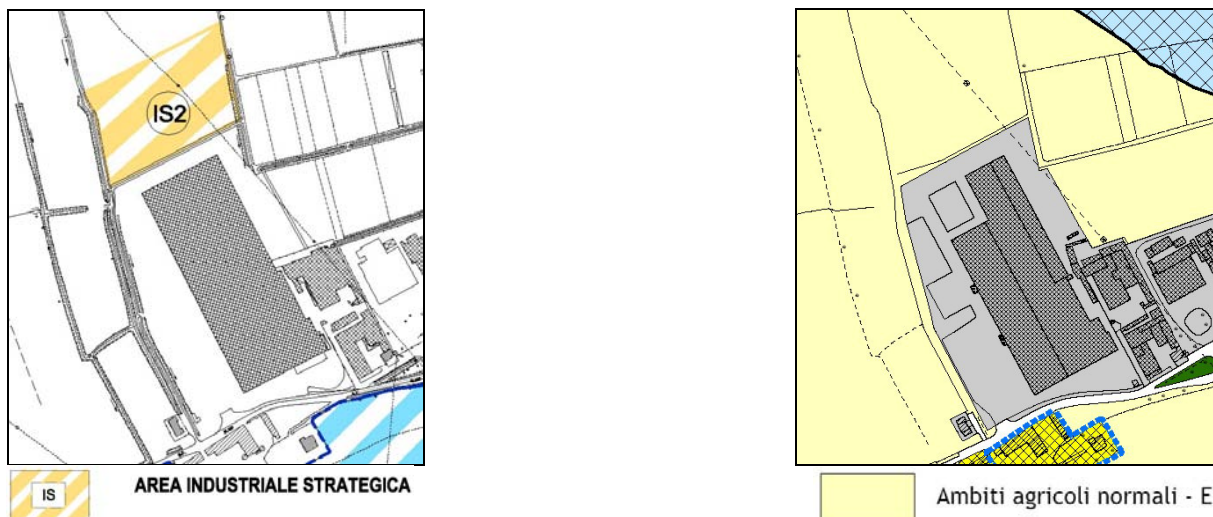 IS2
IS
AREA INDUSTRIALE STRATEGICA
Ambiti agricoli normali - E